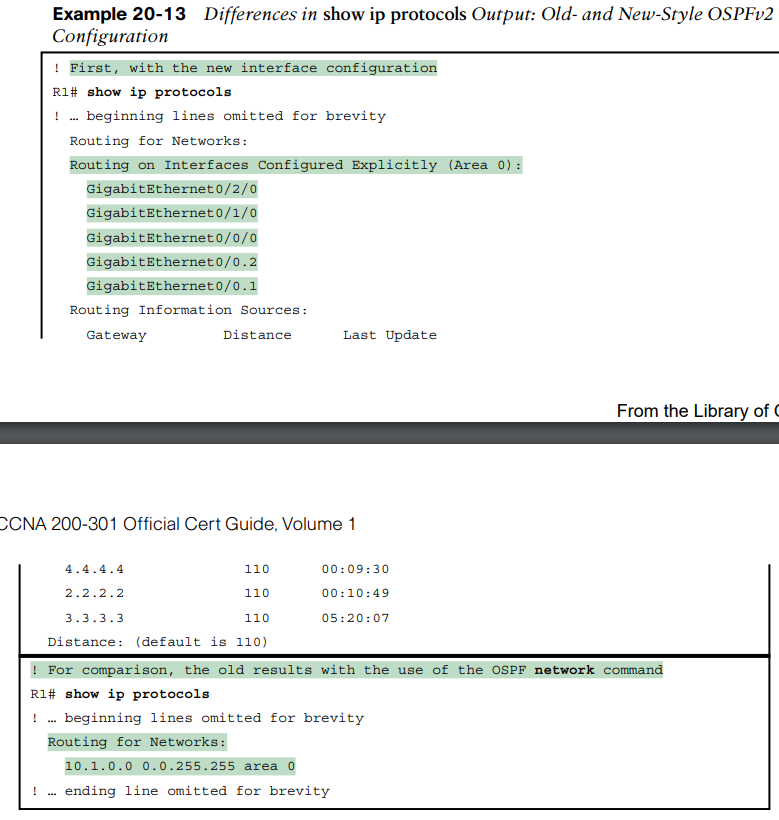 Example 20-13 Differences in show ip protocols Output: Old- and New-Style OSPFv2
Configuration
! First, with the new interface configuration
R1# show ip protocols
! … beginning lines omitted for brevity
Routing for Networks:
Routing on Interfaces Configured Explicitly (Area 0):
GigabitEthernet0/2/0
GigabitEthernet0/1/0
GigabitEthernet0/0/0
GigabitEthernet0/0.2
GigabitEthernet0/0.1
Routing Information Sources:
Gateway Distance Last Update
From the Library of
CCNA 200-301 Official Cert Guide, Volume 1
4.4.4.4 110 00:09:30
2.2.2.2 110 00:10:49
3.3.3.3 110 05:20:07
Distance: (default is 110)
! For comparison, the old results with the use of the OSPF network command
R1# show ip protocols
! … beginning lines omitted for brevity
Routing for Networks:
10.1.0.0 0.0.255.255 area 0
! … ending line omitted for brevity